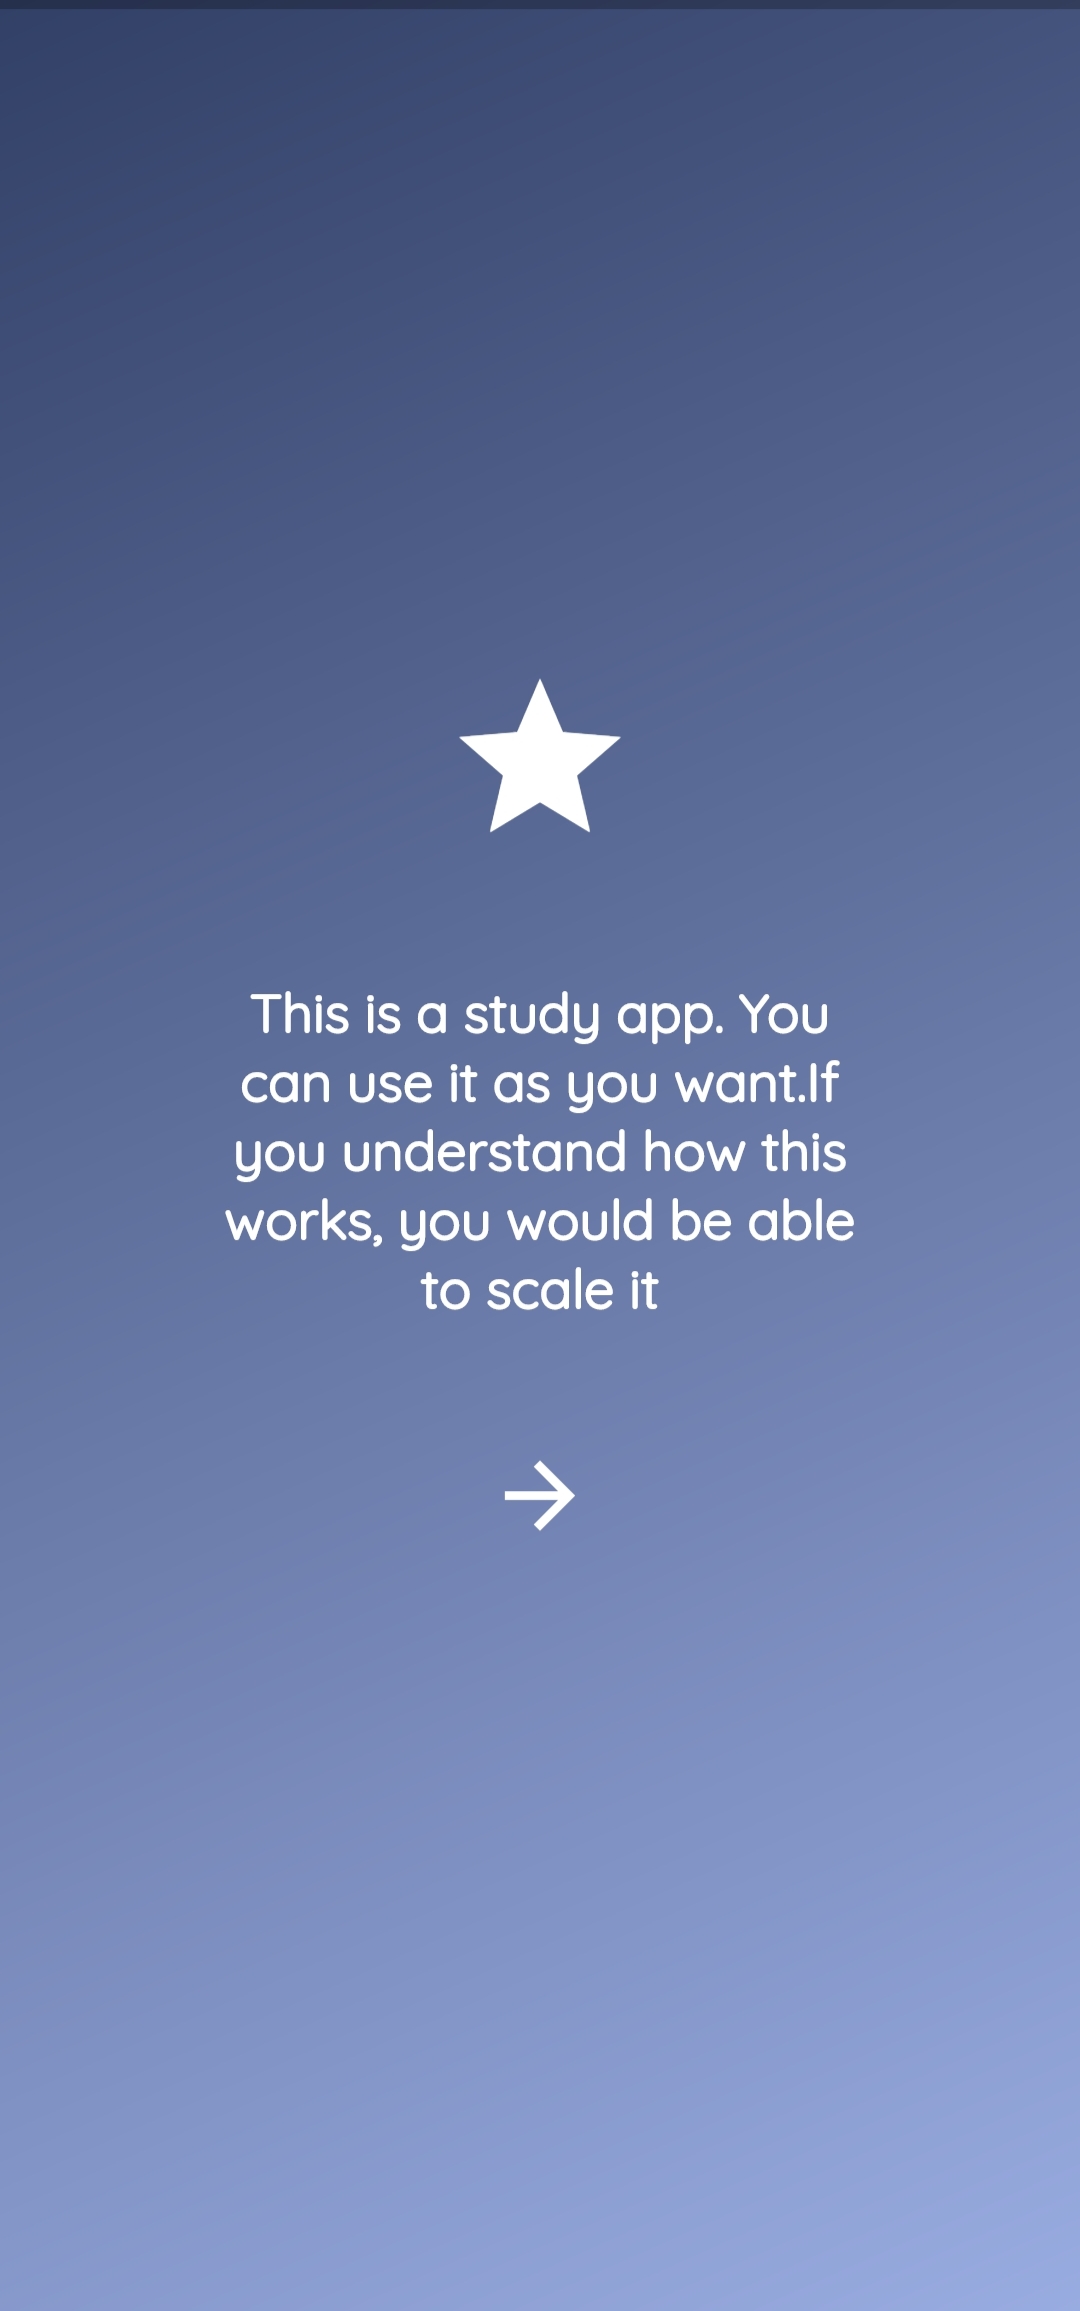 This is a study app. You
can use it as you want.If
you understand how this
works, you would be able
to scale it